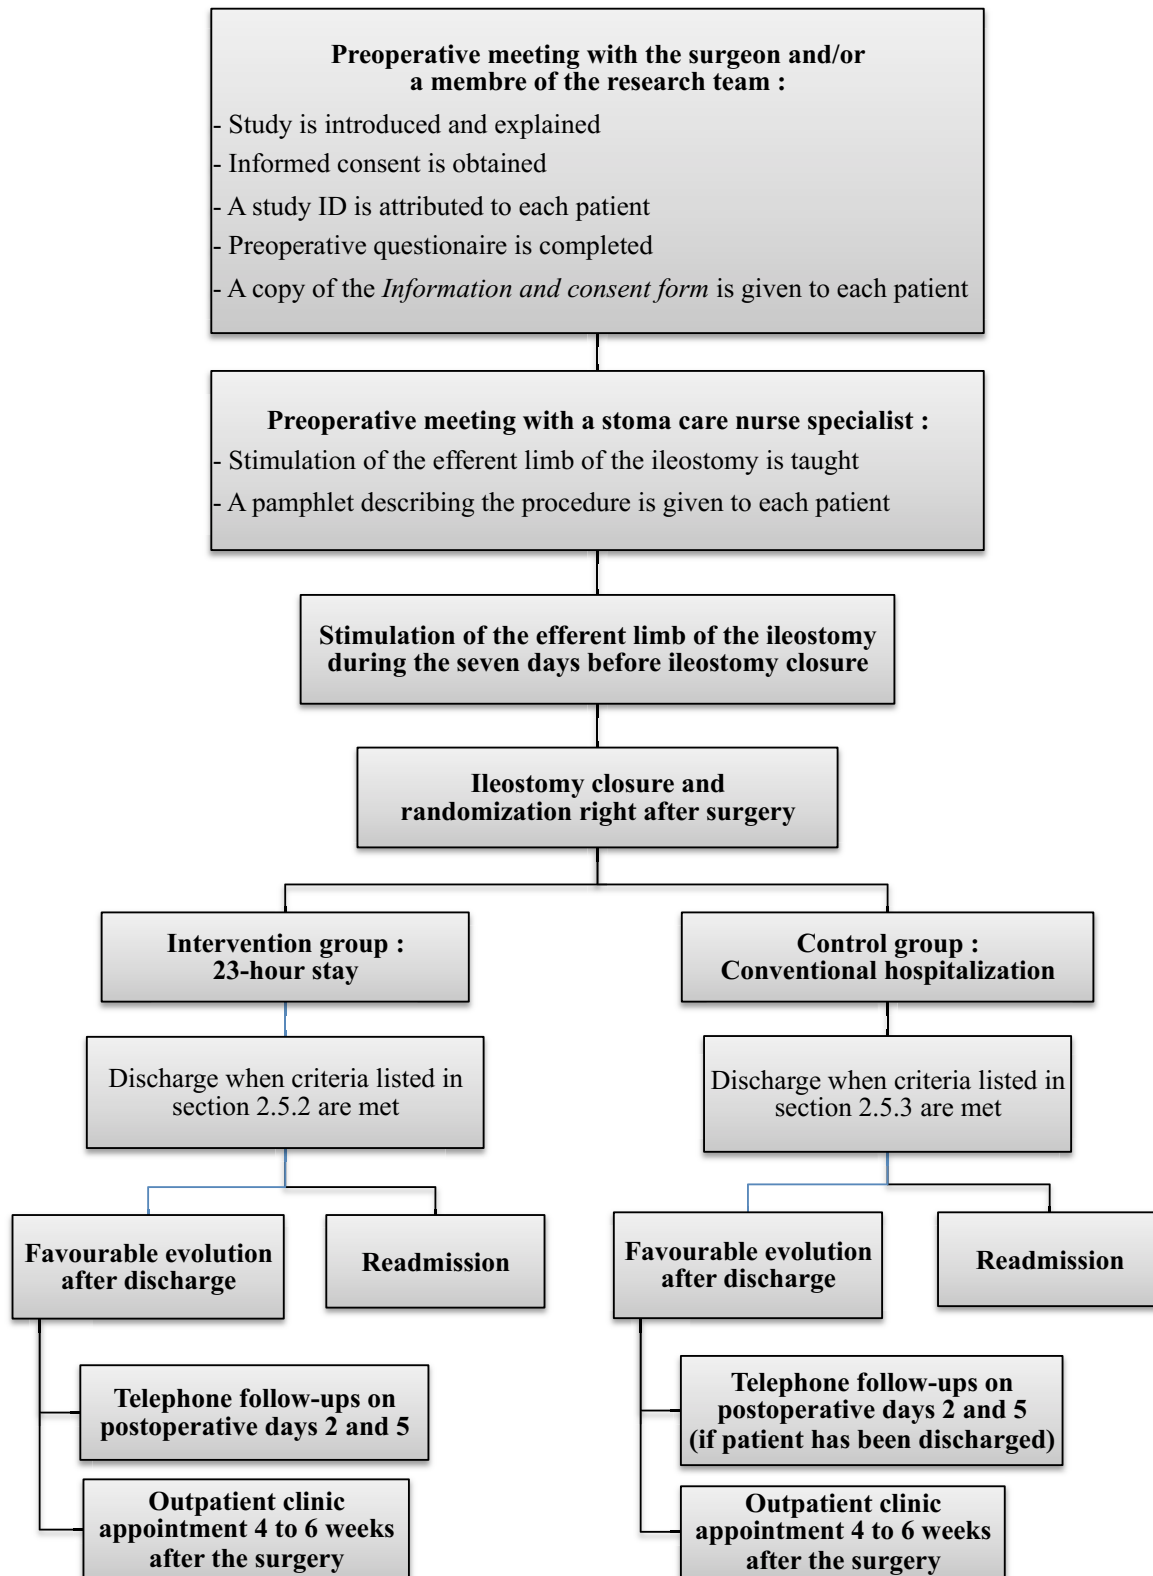 Preoperative meeting with the surgeon and/or
a membre of the research team :
- Study is introduced and explained
- Informed consent is obtained
- A study ID is attributed to each patient
- Preoperative questionaire is completed
- A copy of the Information and consent form is given to each patient
Preoperative meeting with a stoma care nurse specialist :
- Stimulation of the efferent limb of the ileostomy is taught
- A pamphlet describing the procedure is given to each patient
Stimulation of the efferent limb of the ileostomy
during the seven days before ileostomy closure
Ileostomy closure and
randomization right after surgery
Intervention group :
23-hour stay
Discharge when criteria listed in
section 2.5.2 are met
Favourable evolution
after discharge
Readmission
Telephone follow-ups on
postoperative days 2 and 5
Outpatient clinic
appointment 4 to 6 weeks
after the surgery
Control group :
Conventional hospitalization
Discharge when criteria listed in
section 2.5.3 are met
Favourable evolution
after discharge
Readmission
Telephone follow-ups on
postoperative days 2 and 5
(if patient has been discharged)
Outpatient clinic
appointment 4 to 6 weeks
after the surgery